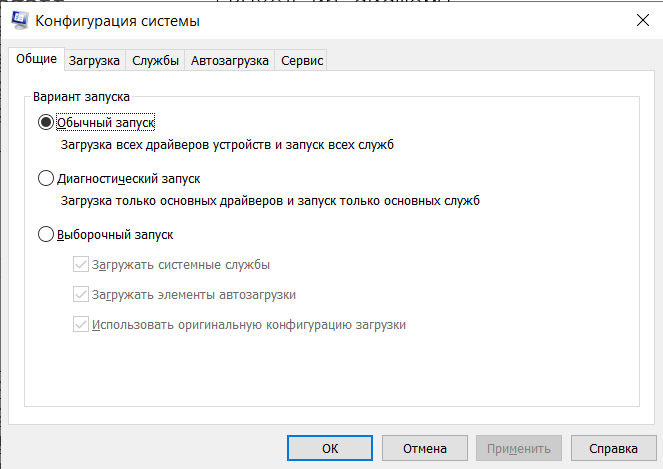 Конфигурация системы
Общие Загрузка Службы Автозагрузка Сервис
Вариант запуска
Обычный запуск
Загрузка всех драйверов устройств и запуск всех служб
Диагностический запуск
Загрузка только основных драйверов и запуск только основных служб
Выборочный запуск
Загружать системные службы
Загружать элементы автозагрузки
Использовать оригинальную конфигурацию загрузки
ОК Отмена Применить Справка